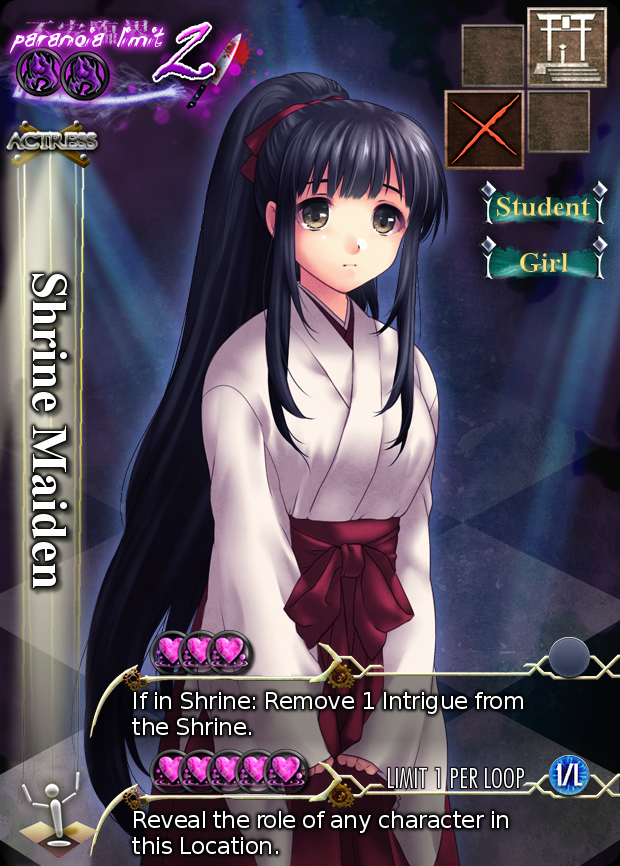 paranoia limit
2
ACTRESS
Student
Girl
Shrine Maiden
If in Shrine: Remove 1 Intrigue from
the Shrine.
LIMIT 1 PER LOOP
1/L
Reveal the role of any character in
this Location.